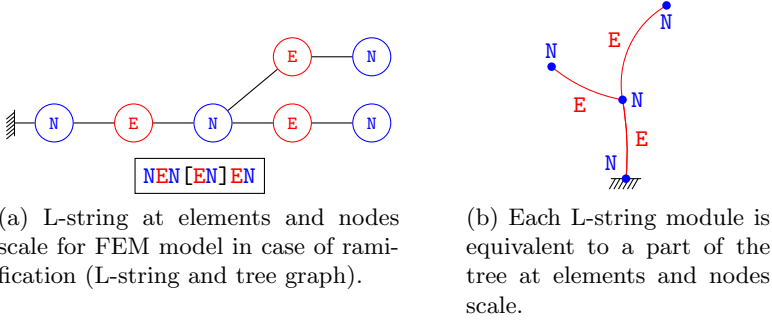 E N
N E N E N
NEN[EN]EN
(a) L-string at elements and nodes
scale for FEM model in case of rami-
fication (L-string and tree graph).
N
E
N
E
N
E
N
(b) Each L-string module is
equivalent to a part of the
tree at elements and nodes
scale.